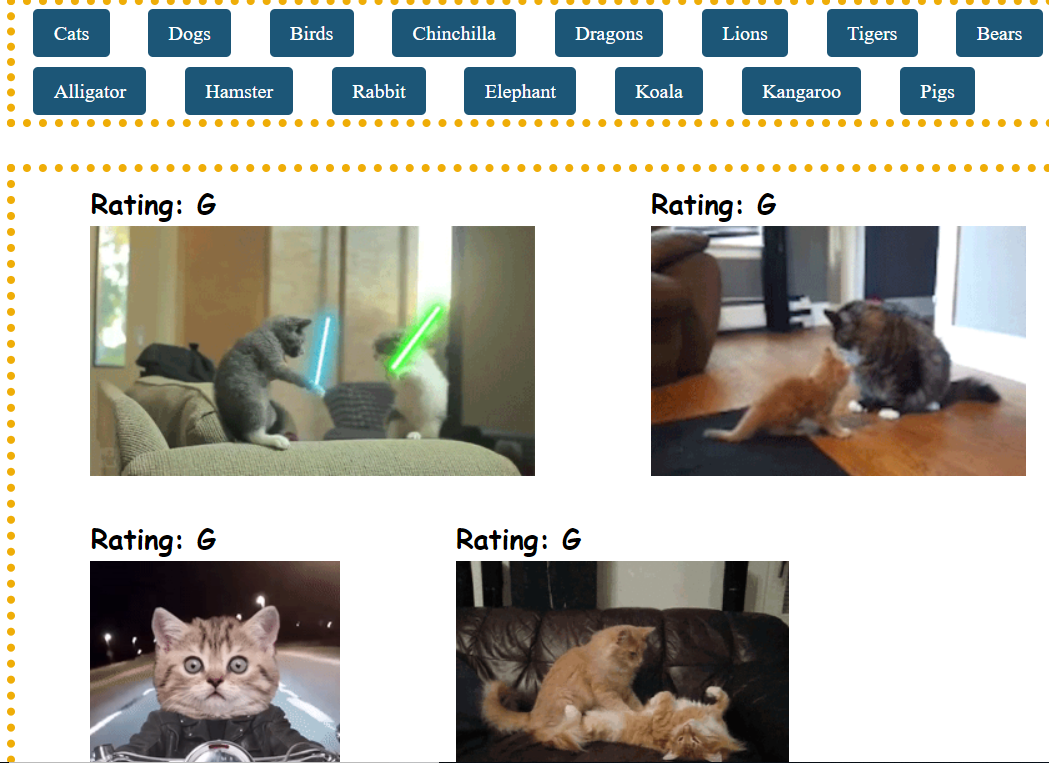 Cats Dogs Birds Chinchilla Dragons Lions Tigers Bears
Alligator Hamster Rabbit Elephant Koala Kangaroo Pigs
Rating: G Rating: G
Rating: G Rating: G